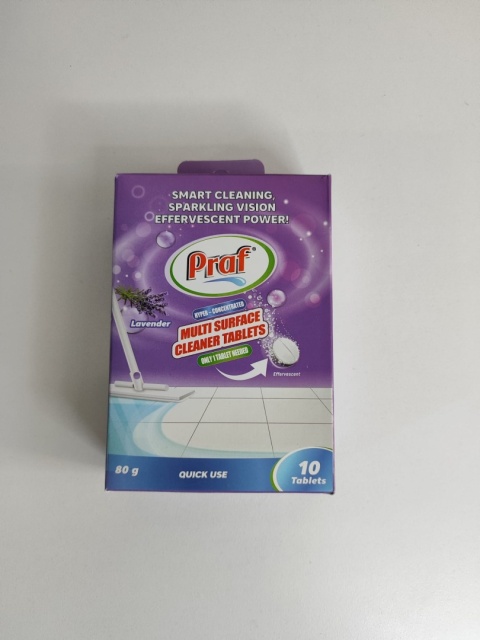 SMART CLEANING,
SPARKLING VISION
EFFERVESCENT POWER!
Praf®
Lavender
HYPER - CONCENTRATED
MULTI SURFACE
CLEANER TABLETS
ONLY 1 TABLET NEEDED
Effervescent
80 g
QUICK USE
10
Tablets